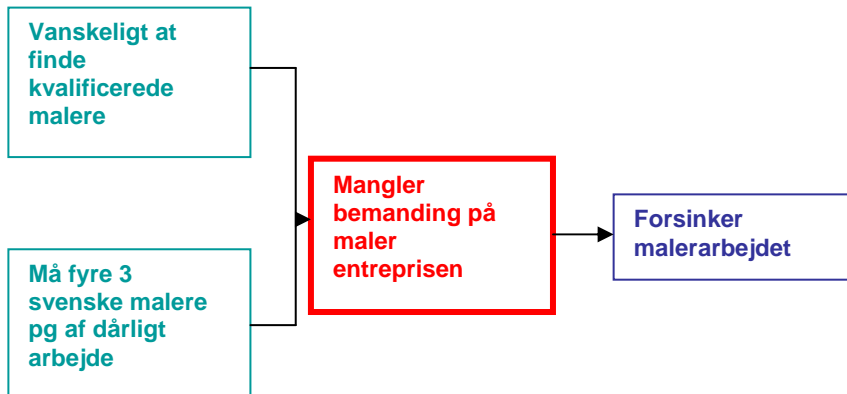 Vanskeligt at
finde
kvalificerede
malere
Mangler
bemanding på
maler
entreprisen
Forsinker
malerarbejdet
Må fyre 3
svenske malere
pg af dårligt
arbejde